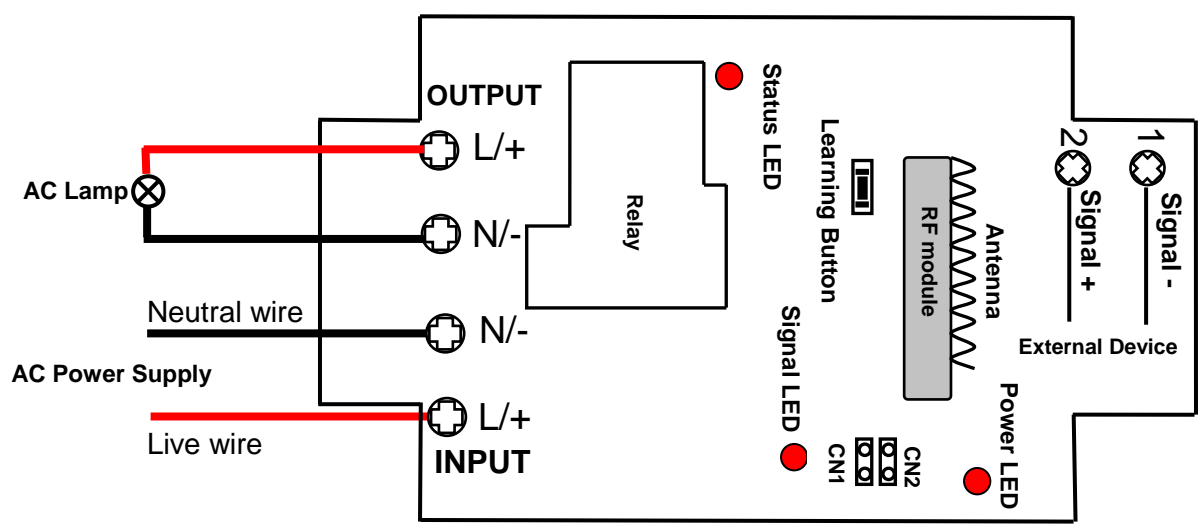 OUTPUT
L/+
AC Lamp
N/-
Neutral wire
N/-
AC Power Supply
L/+
Live wire
INPUT
Relay
Status LED
Learning Button
Signal LED
CN1
CN2
RF module
Antenna
Power LED
2
1
Signal +
Signal -
External Device